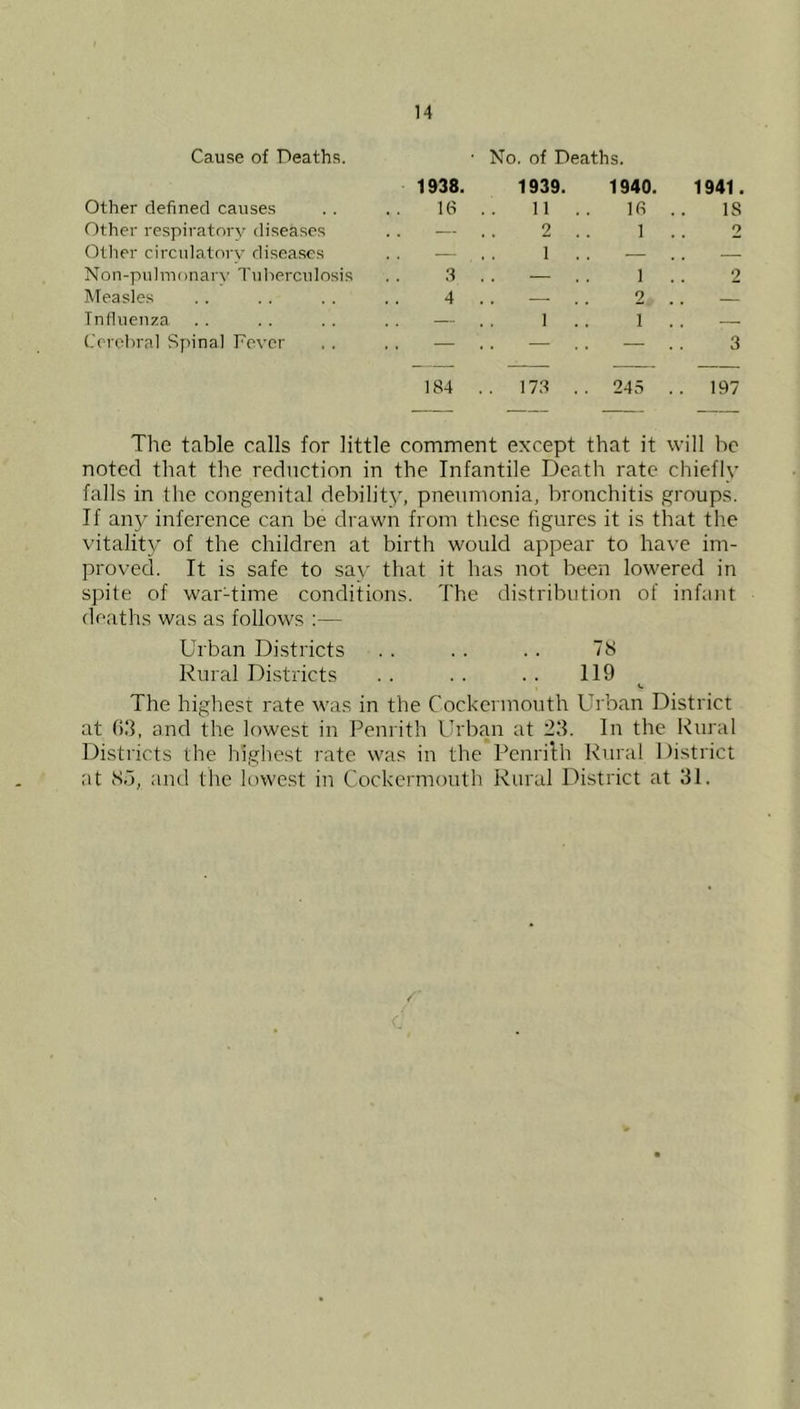 14
Cause of Deaths. No. of Deaths.
1938. 1939. 1940. 1941.
Other defined causes . . . . 16 . . 11 . . 16 . . 18
Other respiratory diseases . . — . . 2 . . 1 . . 2
Other circulatory diseases . . — . . 1 . . — . . —
Non-pulmonary Tuberculosis . . 3 . . — . . 1 . . 2
Measles . . . . . . . . 4 . . — . . 2 . . —
Influenza . . . . . . . . — . . 1 . . 1 . . —
Cerebral Spinal Fever . . . . — . . — . . — . . 3
184 . . 173 . . 245 . . 197
The table calls for little comment except that it will be
noted that the reduction in the Infantile Death rate chiefly
falls in the congenital debility, pneumonia, bronchitis groups.
If any inference can be drawn from these figures it is that the
vitality of the children at birth would appear to have im-
proved. It is safe to say that it has not been lowered in
spite of war-time conditions. The distribution of infant
deaths was as follows :—
Urban Districts . . . . . . 78
Rural Districts . . . . . . 119
The highest rate was in the Cockermouth Urban District
at 63, and the lowest in Penrith Urban at 23. In the Rural
Districts the highest rate was in the Penrith Rural District
at 85, and the lowest in Cockermouth Rural District at 31.